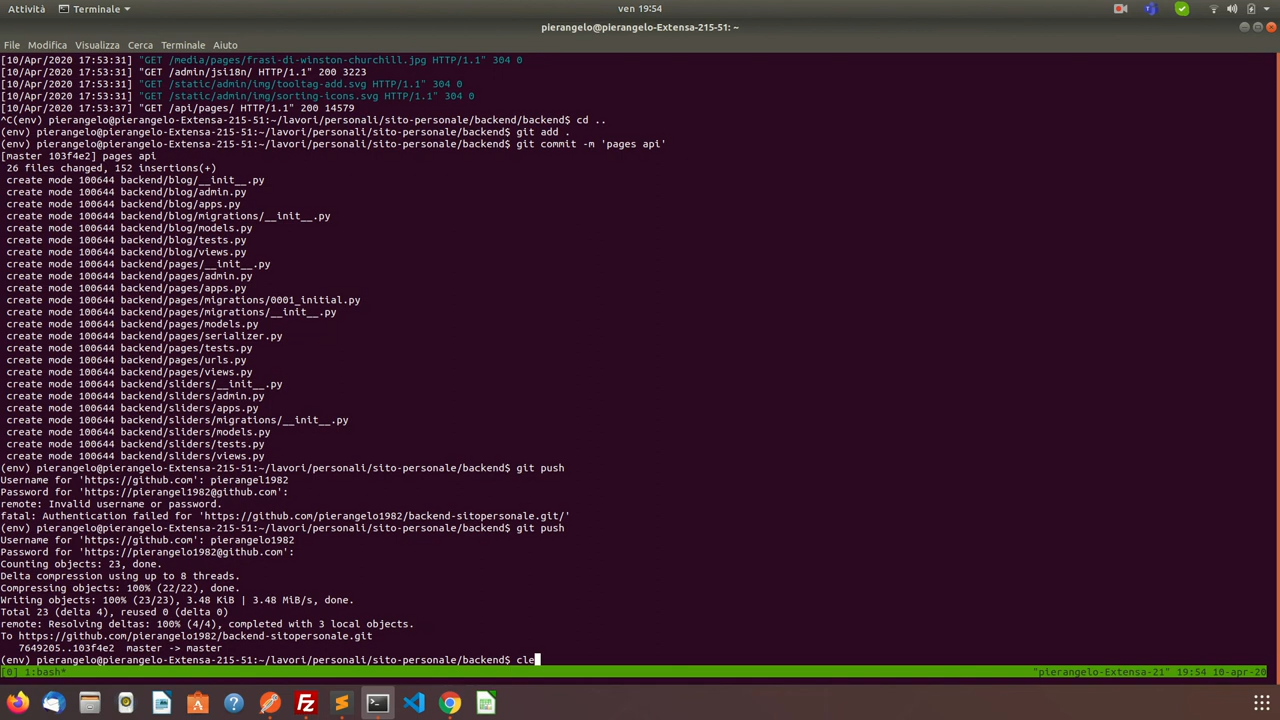 Attività Terminale ven 19:54
pierangelo@pierangelo-Extensa-215-51: ~
File Modifica Visualizza Cerca Terminale Aiuto
[10/Apr/2020 17:53:31] "GET /media/pages/frasi-di-winston-churchill.jpg HTTP/1.1" 304 0
[10/Apr/2020 17:53:31] "GET /admin/jsi18n/ HTTP/1.1" 200 3223
[10/Apr/2020 17:53:31] "GET /static/admin/img/tooltag-add.svg HTTP/1.1" 304 0
[10/Apr/2020 17:53:31] "GET /static/admin/img/sorting-icons.svg HTTP/1.1" 304 0
[10/Apr/2020 17:53:37] "GET /api/pages/ HTTP/1.1" 200 14579
^C(env) pierangelo@pierangelo-Extensa-215-51:~/lavori/personali/sito-personale/backend/backend$ cd ..
(env) pierangelo@pierangelo-Extensa-215-51:~/lavori/personali/sito-personale/backend$ git add .
(env) pierangelo@pierangelo-Extensa-215-51:~/lavori/personali/sito-personale/backend$ git commit -m 'pages api'
[master 103f4e2] pages api
26 files changed, 152 insertions(+)
create mode 100644 backend/blog/__init__.py
create mode 100644 backend/blog/admin.py
create mode 100644 backend/blog/apps.py
create mode 100644 backend/blog/migrations/__init__.py
create mode 100644 backend/blog/models.py
create mode 100644 backend/blog/tests.py
create mode 100644 backend/blog/views.py
create mode 100644 backend/pages/__init__.py
create mode 100644 backend/pages/admin.py
create mode 100644 backend/pages/apps.py
create mode 100644 backend/pages/migrations/0001_initial.py
create mode 100644 backend/pages/migrations/__init__.py
create mode 100644 backend/pages/models.py
create mode 100644 backend/pages/serializer.py
create mode 100644 backend/pages/tests.py
create mode 100644 backend/pages/urls.py
create mode 100644 backend/pages/views.py
create mode 100644 backend/sliders/__init__.py
create mode 100644 backend/sliders/admin.py
create mode 100644 backend/sliders/apps.py
create mode 100644 backend/sliders/migrations/__init__.py
create mode 100644 backend/sliders/models.py
create mode 100644 backend/sliders/tests.py
create mode 100644 backend/sliders/views.py
(env) pierangelo@pierangelo-Extensa-215-51:~/lavori/personali/sito-personale/backend$ git push
Username for 'https://github.com': pierangel1982
Password for 'https://pierangel1982@github.com':
remote: Invalid username or password.
fatal: Authentication failed for 'https://github.com/pierangelo1982/backend-sitopersonale.git/'
(env) pierangelo@pierangelo-Extensa-215-51:~/lavori/personali/sito-personale/backend$ git push
Username for 'https://github.com': pierangelo1982
Password for 'https://pierangelo1982@github.com':
Counting objects: 23, done.
Delta compression using up to 8 threads.
Compressing objects: 100% (22/22), done.
Writing objects: 100% (23/23), 3.48 KiB | 3.48 MiB/s, done.
Total 23 (delta 4), reused 0 (delta 0)
remote: Resolving deltas: 100% (4/4), completed with 3 local objects.
To https://github.com/pierangelo1982/backend-sitopersonale.git
7649205..103f4e2 master -> master
(env) pierangelo@pierangelo-Extensa-215-51:~/lavori/personali/sito-personale/backend$ cle
[0] 1:bash* "pierangelo-Extensa-21" 19:54 10-apr-20